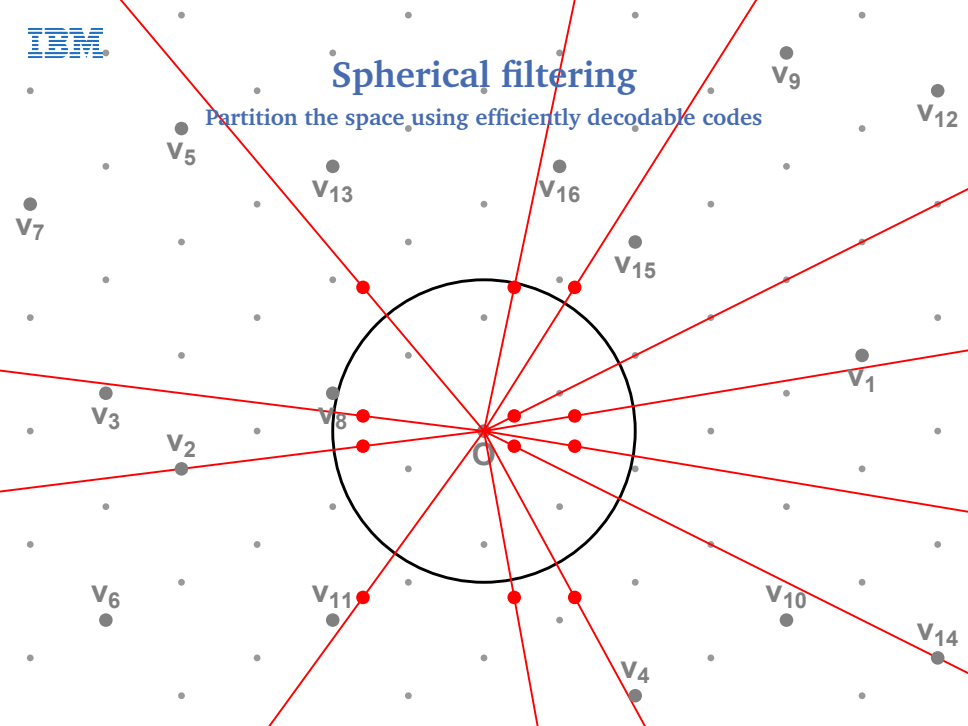 IBM
Spherical filtering
Partition the space using efficiently decodable codes
v9
v12
v5
v13
v16
v7
v15
v1
v3
v8
v2
O
v6
v11
v10
v14
v4